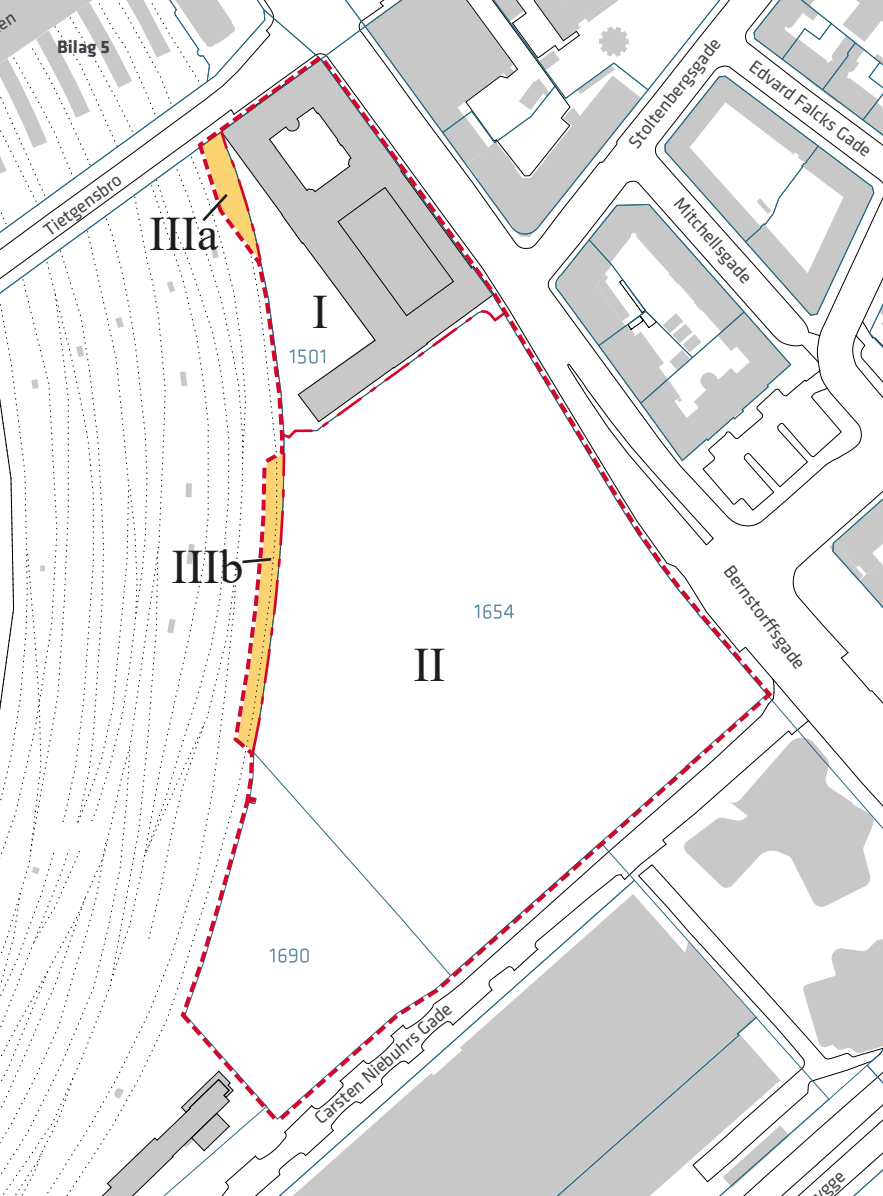 Bilag 5
Edvard Falcks Gade
Stoltenbergsgade
Tietgensbro
Mitchellsgade
IIIa
I
1501
IIIb
1654
Bernstorffsgade
II
1690
Carsten Niebuhrs Gade